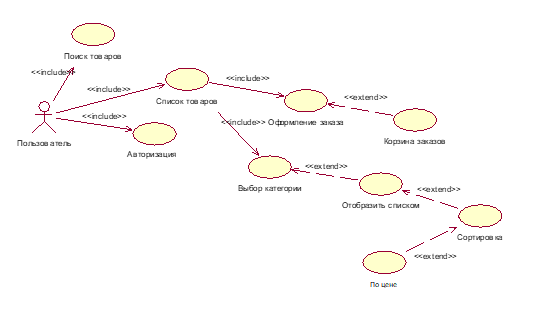 Поиск товаров
<<include>>
<<include>>
<<include>>
Пользователь
Авторизация
Список товаров
<<include>>
<<include>>
Оформление заказа
<<extend>>
Корзина заказов
Выбор категории
<<extend>>
Отобразить списком
<<extend>>
Сортировка
<<extend>>
По цене